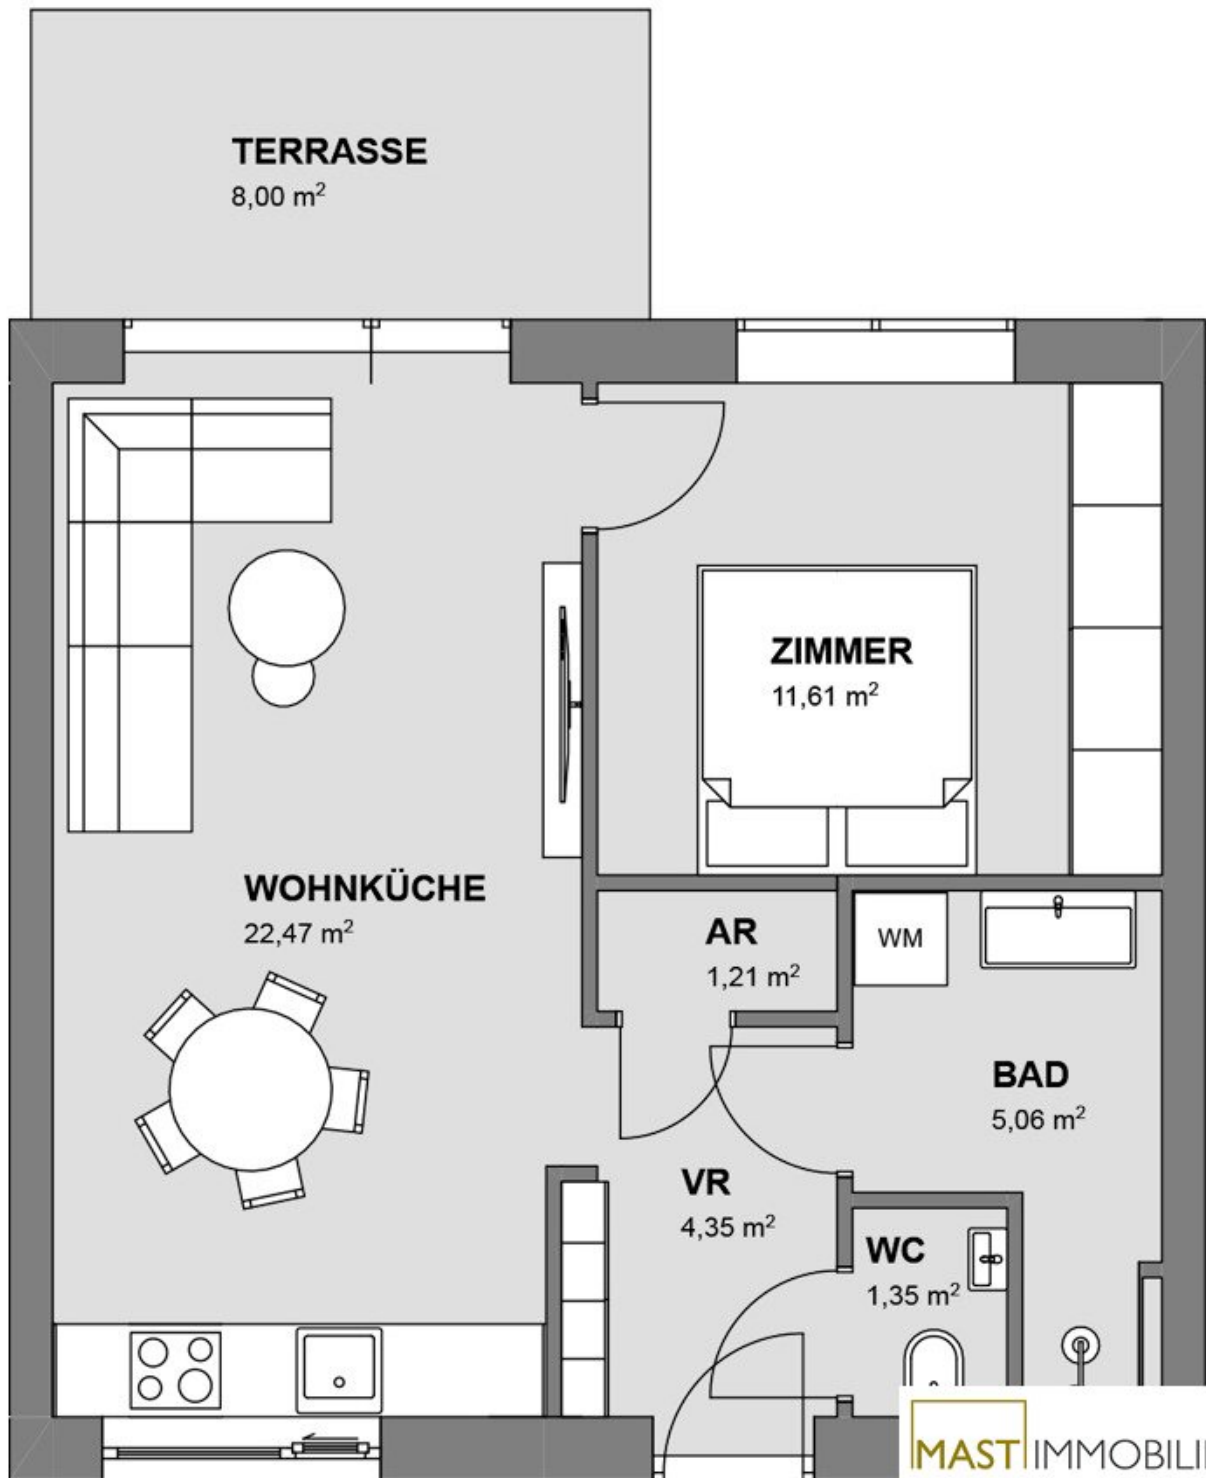 TERRASSE
8,00 m²
ZIMMER
11,61 m²
WOHNKÜCHE
22,47 m²
AR
1,21 m²
WM
BAD
5,06 m²
VR
4,35 m²
WC
1,35 m²
MAST IMMOBILI